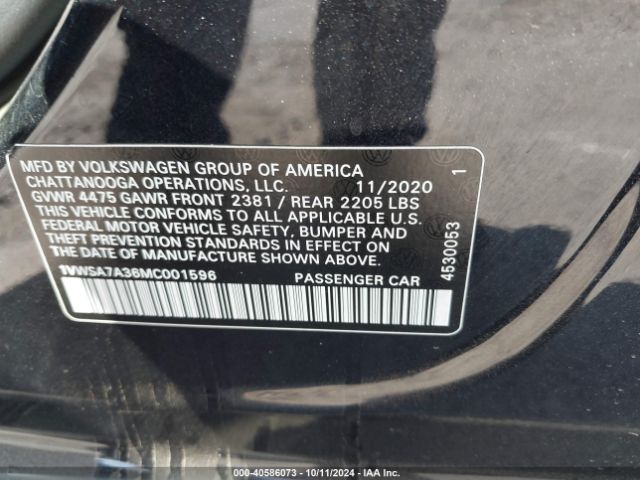 MFD BY VOLKSWAGEN GROUP OF AMERICA
CHATTANOOGA OPERATIONS, LLC. 11/2020
GVWR 4475 GAWR FRONT 2381 / REAR 2205 LBS
THIS VEHICLE CONFORMS TO ALL APPLICABLE U.S.
FEDERAL MOTOR VEHICLE SAFETY, BUMPER AND
THEFT PREVENTION STANDARDS IN EFFECT ON
THE DATE OF MANUFACTURE SHOWN ABOVE.
1VWSA7A36MC001596 PASSENGER CAR
1
4530053
000-40586073 - 10/11/2024 - IAA Inc.